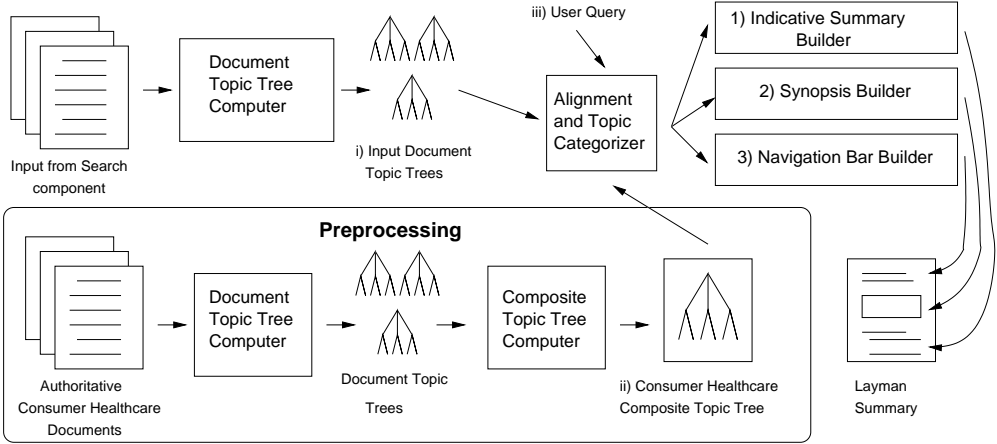 iii) User Query
1) Indicative Summary
Builder
Document
Topic Tree
Computer
Alignment
and Topic
Categorizer
2) Synopsis Builder
3) Navigation Bar Builder
Input from Search
component
i) Input Document
Topic Trees
Preprocessing
Document
Topic Tree
Computer
Composite
Topic Tree
Computer
Authoritative
Consumer Healthcare
Documents
Document Topic
Trees
ii) Consumer Healthcare
Composite Topic Tree
Layman
Summary